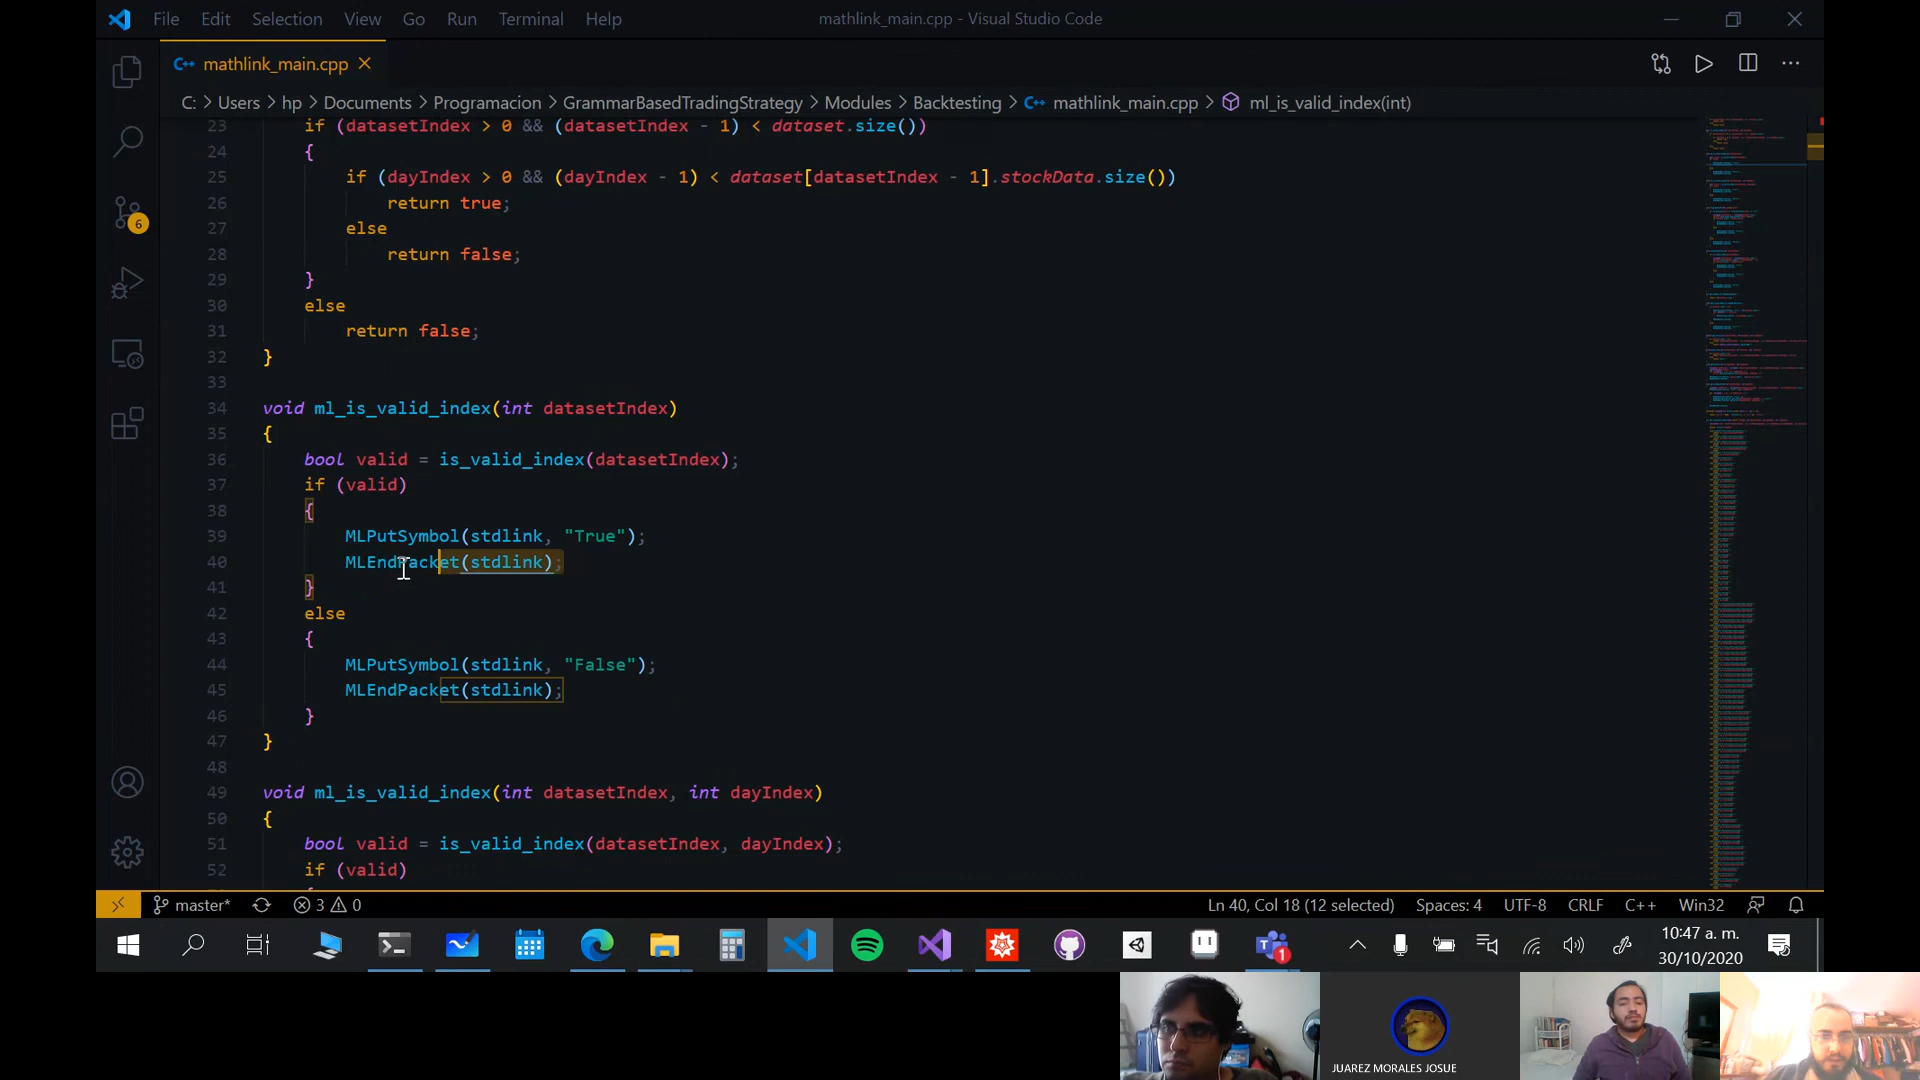 File Edit Selection View Go Run Terminal Help
mathlink_main.cpp - Visual Studio Code
C++ mathlink_main.cpp
C: > Users > hp > Documents > Programacion > GrammarBasedTradingStrategy > Modules > Backtesting > C++ mathlink_main.cpp > ml_is_valid_index(int)
23 if (datasetIndex > 0 && (datasetIndex - 1) < dataset.size())
24 {
25 if (dayIndex > 0 && (dayIndex - 1) < dataset[datasetIndex - 1].stockData.size())
26 return true;
27 else
28 return false;
29 }
30 else
31 return false;
32 }
33
34 void ml_is_valid_index(int datasetIndex)
35 {
36 bool valid = is_valid_index(datasetIndex);
37 if (valid)
38 {
39 MLPutSymbol(stdlink, "True");
40 MLEndPacket(stdlink);
41 }
42 else
43 {
44 MLPutSymbol(stdlink, "False");
45 MLEndPacket(stdlink);
46 }
47 }
48
49 void ml_is_valid_index(int datasetIndex, int dayIndex)
50 {
51 bool valid = is_valid_index(datasetIndex, dayIndex);
52 if (valid)
6
master* 3 0 Ln 40, Col 18 (12 selected) Spaces: 4 UTF-8 CRLF C++ Win32
1
10:47 a. m.
30/10/2020
JUAREZ MORALES JOSUE